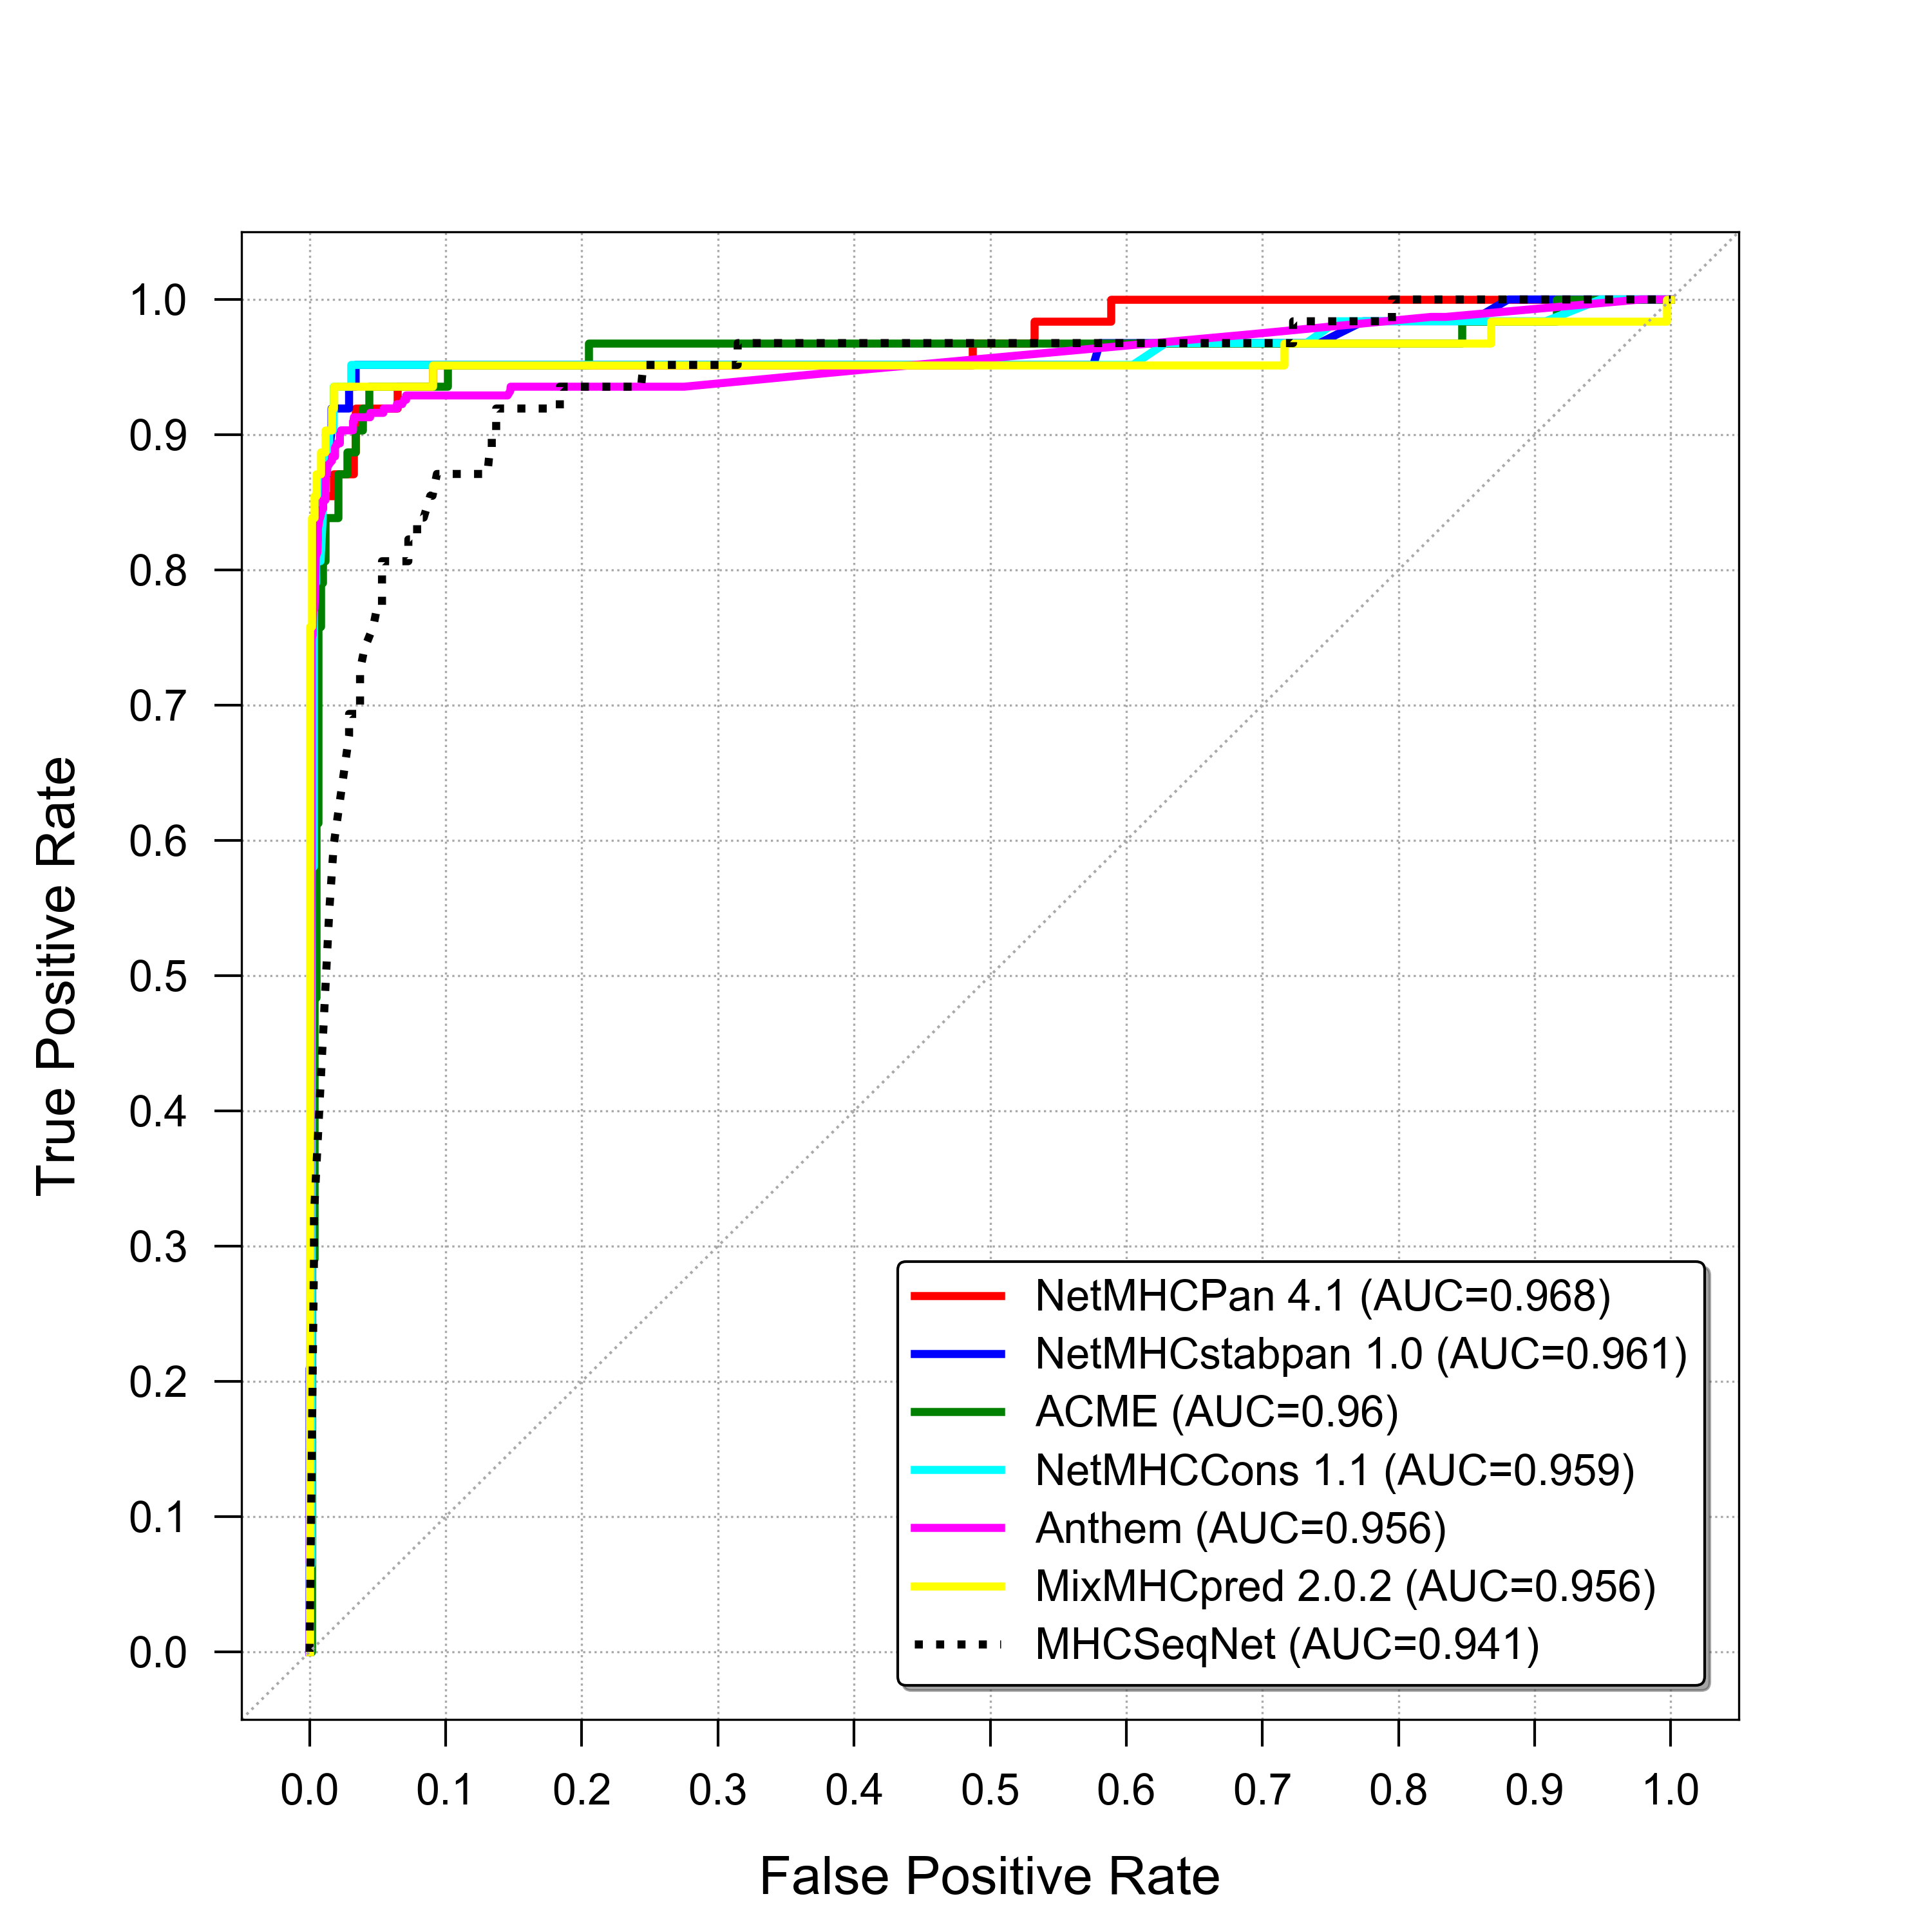 1.0
0.9
0.8
0.7
0.6
0.5
0.4
0.3
0.2
0.1
0.0
True Positive Rate
NetMHCPan 4.1 (AUC=0.968)
NetMHCstabpan 1.0 (AUC=0.961)
ACME (AUC=0.96)
NetMHCCons 1.1 (AUC=0.959)
Anthem (AUC=0.956)
MixMHCpred 2.0.2 (AUC=0.956)
MHCSeqNet (AUC=0.941)
0.0 0.1 0.2 0.3 0.4 0.5 0.6 0.7 0.8 0.9 1.0
False Positive Rate